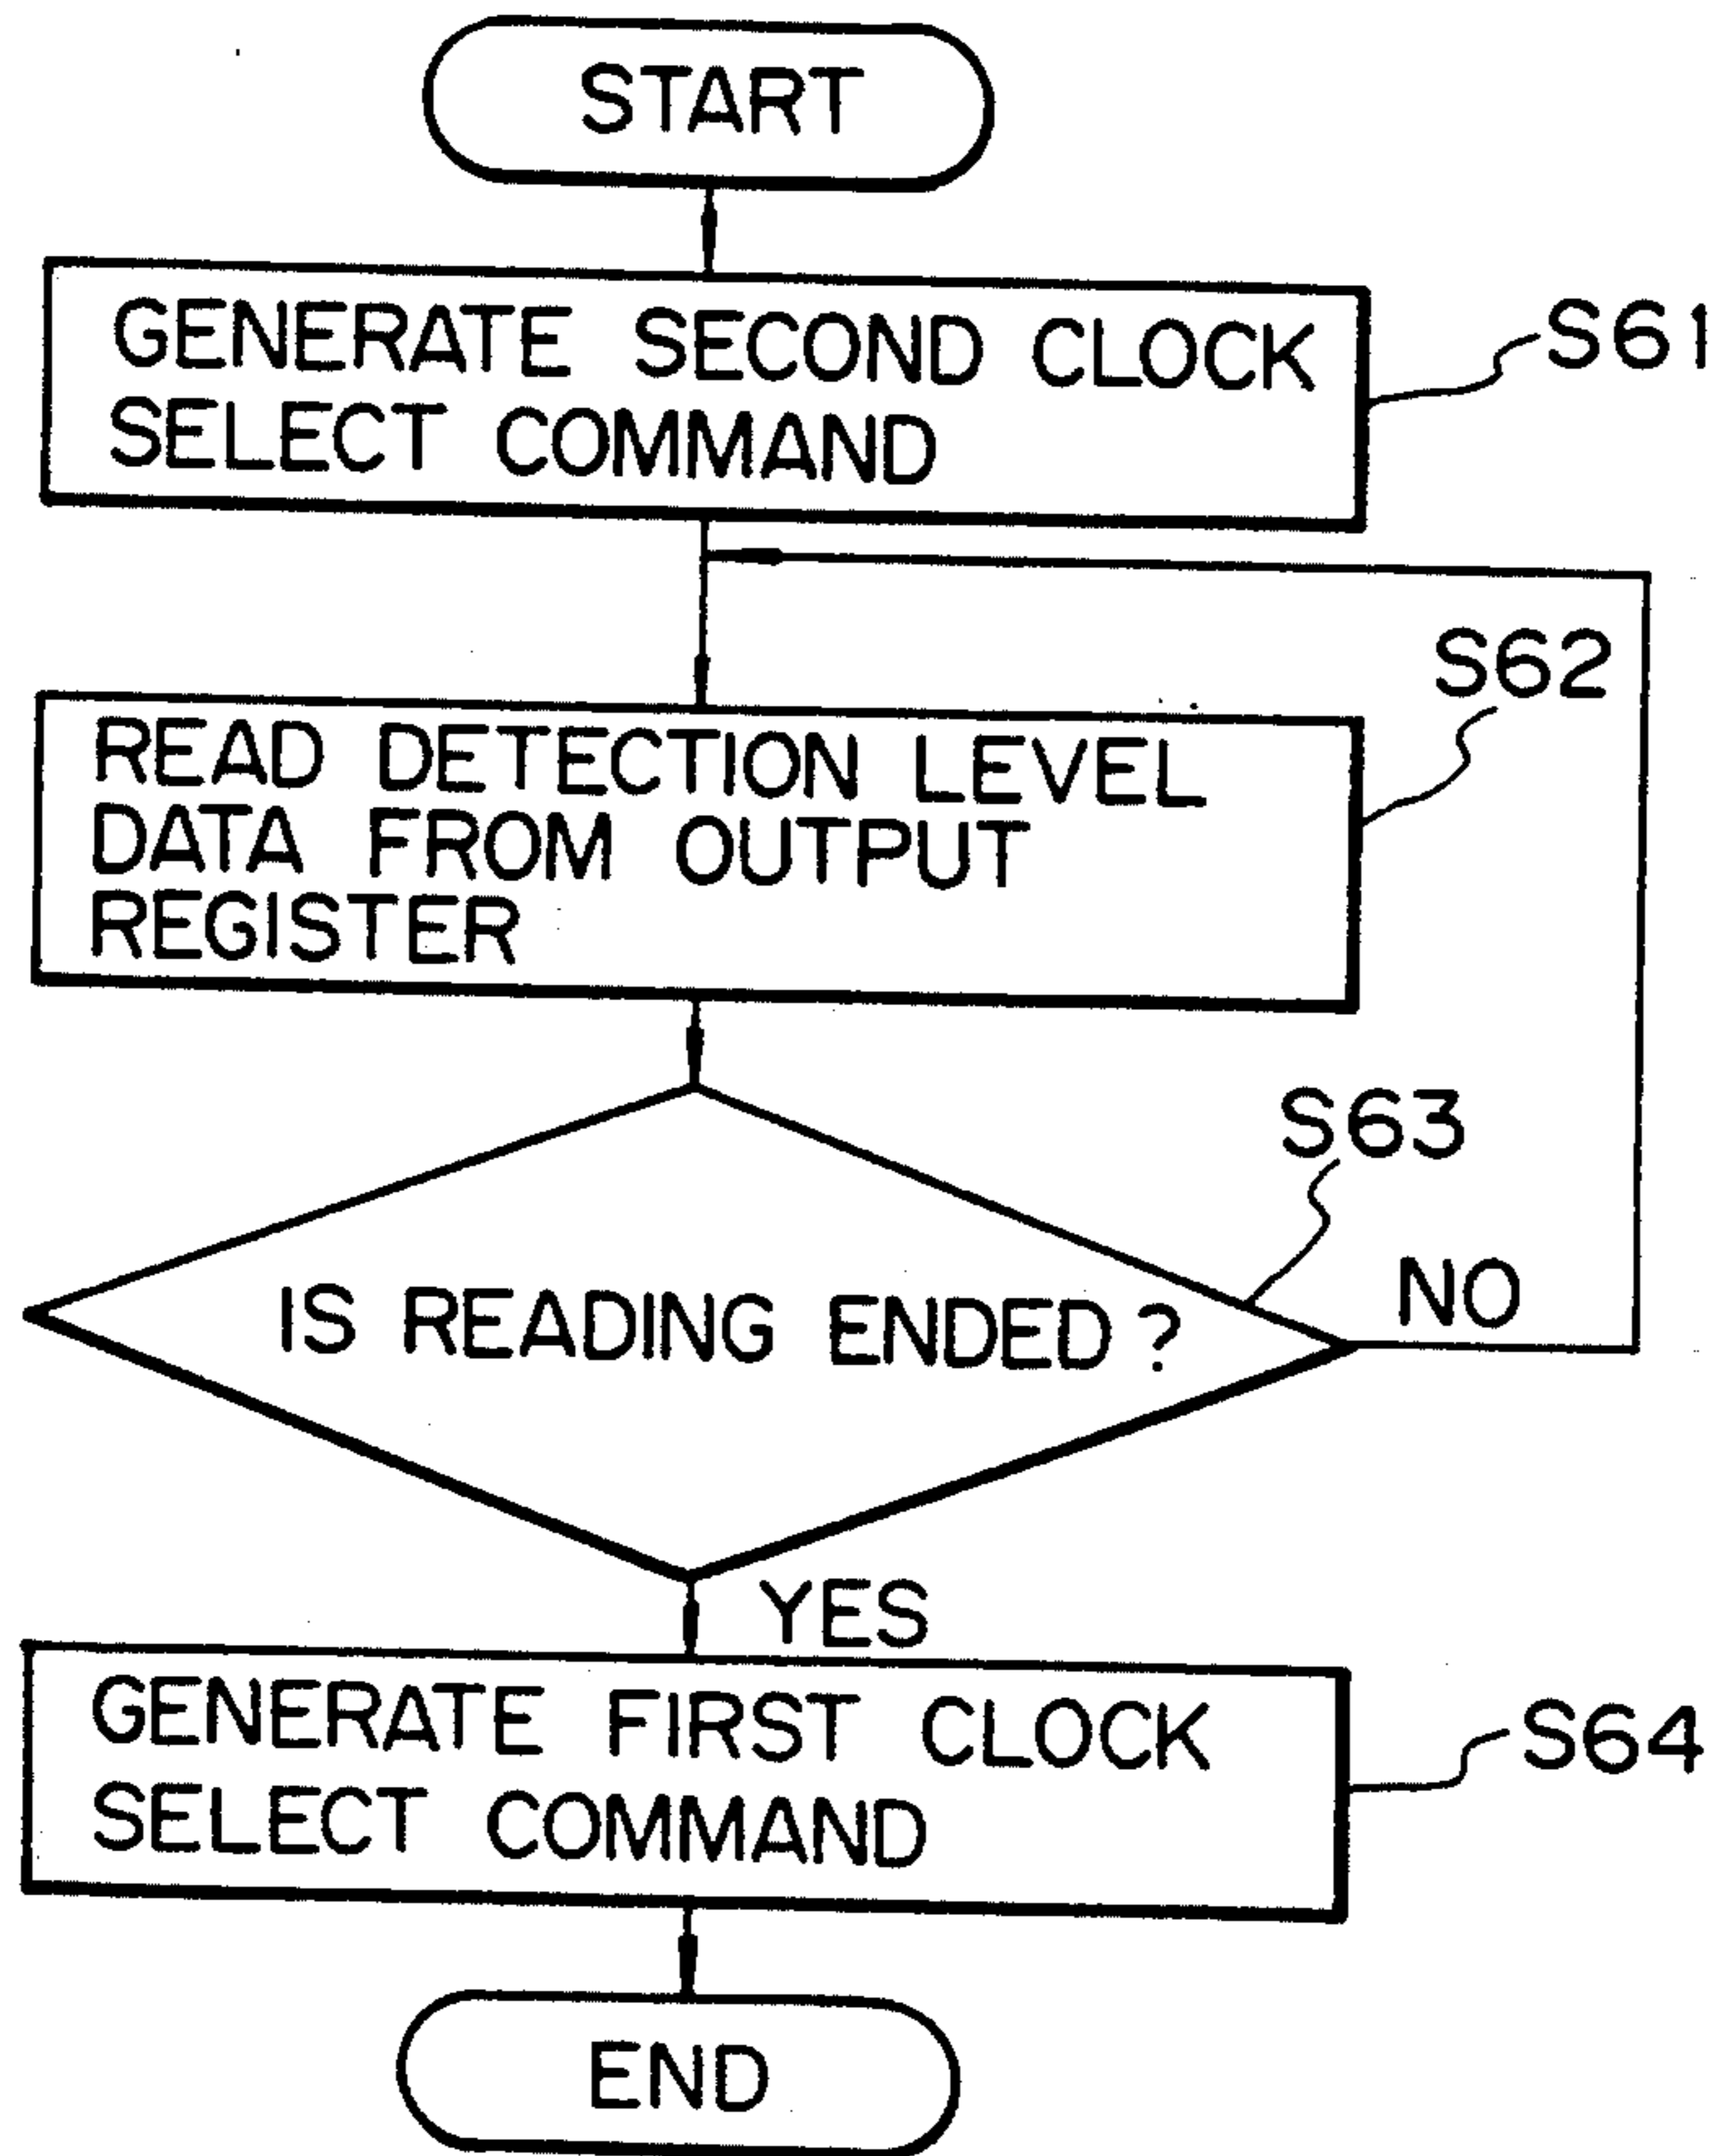 START
GENERATE SECOND CLOCK
SELECT COMMAND
S61
S62
READ DETECTION LEVEL
DATA FROM OUTPUT
REGISTER
S63
IS READING ENDED?
NO
YES
GENERATE FIRST CLOCK
SELECT COMMAND
S64
END